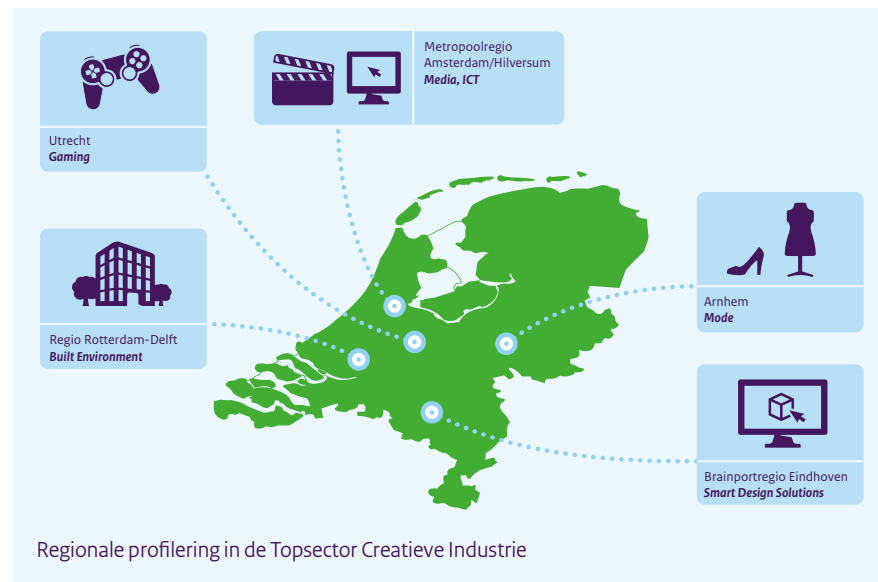 Utrecht
Gaming
Metropoolregio
Amsterdam/Hilversum
Media, ICT
Regio Rotterdam-Delft
Built Environment
Arnhem
Mode
Brainportregio Eindhoven
Smart Design Solutions
Regionale profilering in de Topsector Creatieve Industrie